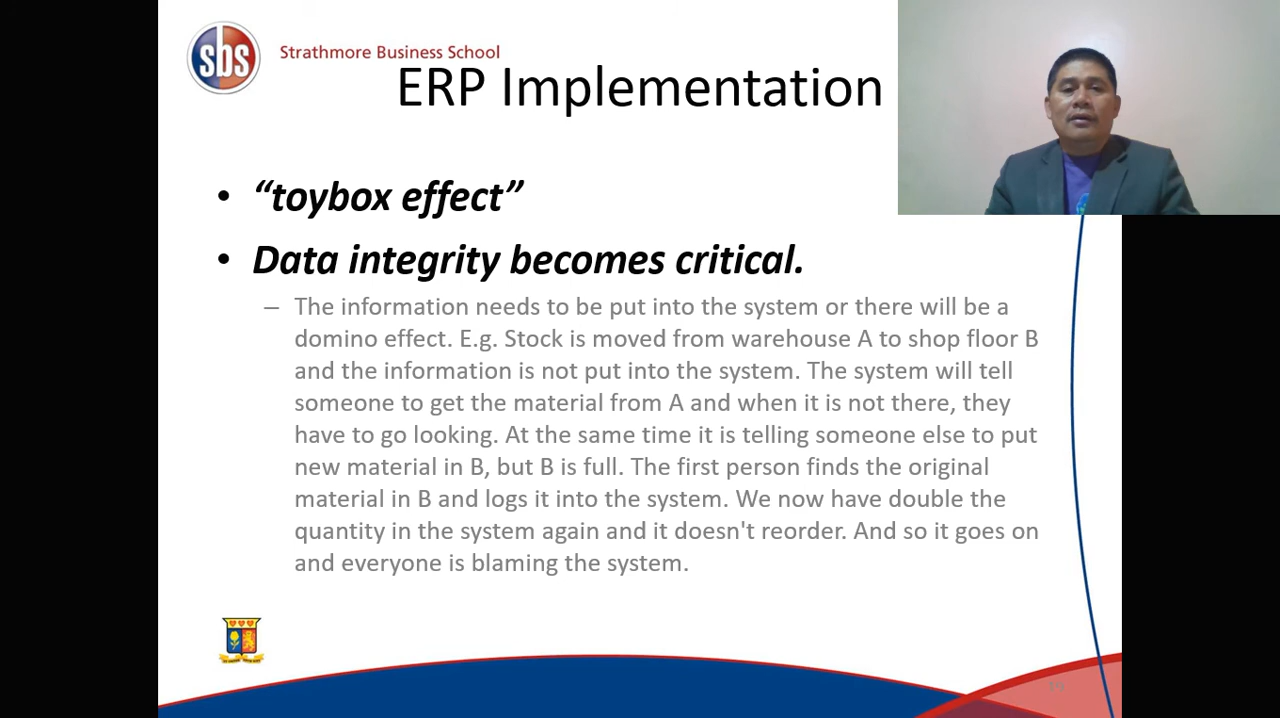 sbs
Strathmore Business School
ERP Implementation
• “toybox effect”
• Data integrity becomes critical.
– The information needs to be put into the system or there will be a
domino effect. E.g. Stock is moved from warehouse A to shop floor B
and the information is not put into the system. The system will tell
someone to get the material from A and when it is not there, they
have to go looking. At the same time it is telling someone else to put
new material in B, but B is full. The first person finds the original
material in B and logs it into the system. We now have double the
quantity in the system again and it doesn't reorder. And so it goes on
and everyone is blaming the system.